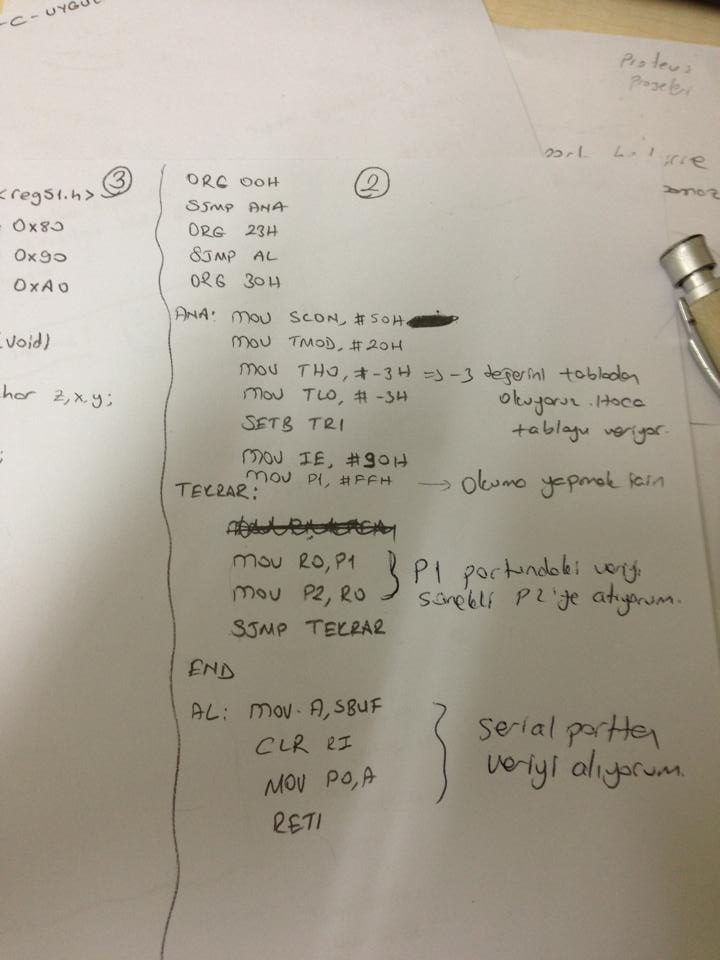 -C-UYGUL
Proteus
Projeleri
3
<reg51.h>
0x80
0x90
0xA0
(void)
har z,x,y;
;
2
ORG 00H
SJMP ANA
ORG 23H
SJMP AL
ORG 30H
ANA: MOV SCON, #50H
MOV TMOD, #20H
MOV TH0, #-3H => -3 değerini tablodan
MOV TL0, #-3H okuyoruz. Hoca
SETB TR1 tabloyu veriyor.
MOV IE, #90H
MOV P1, #FFH → Okuma yapmak için
TEKRAR:
MOV R0, P1
MOV P2, R0
SJMP TEKRAR
P1 portundaki veriyi
sürekli P2'ye atıyorum.
END
AL: MOV A, SBUF
CLR RI
MOV P0, A
RETI
Serial portten
veriyi alıyorum.